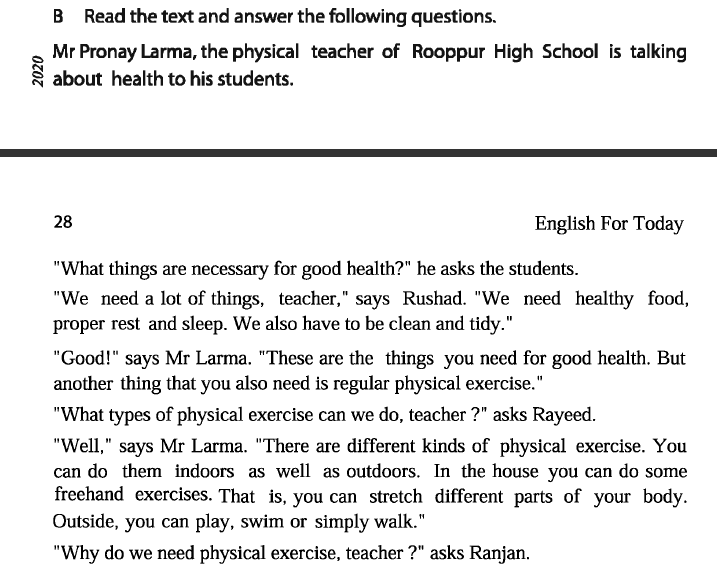 B Read the text and answer the following questions.
Mr Pronay Larma, the physical teacher of Rooppur High School is talking
about health to his students.
2020
28
English For Today
"What things are necessary for good health?" he asks the students.
"We need a lot of things, teacher," says Rushad. "We need healthy food,
proper rest and sleep. We also have to be clean and tidy."
"Good!" says Mr Larma. "These are the things you need for good health. But
another thing that you also need is regular physical exercise."
"What types of physical exercise can we do, teacher ?" asks Rayeed.
"Well," says Mr Larma. "There are different kinds of physical exercise. You
can do them indoors as well as outdoors. In the house you can do some
freehand exercises. That is, you can stretch different parts of your body.
Outside, you can play, swim or simply walk."
"Why do we need physical exercise, teacher ?" asks Ranjan.